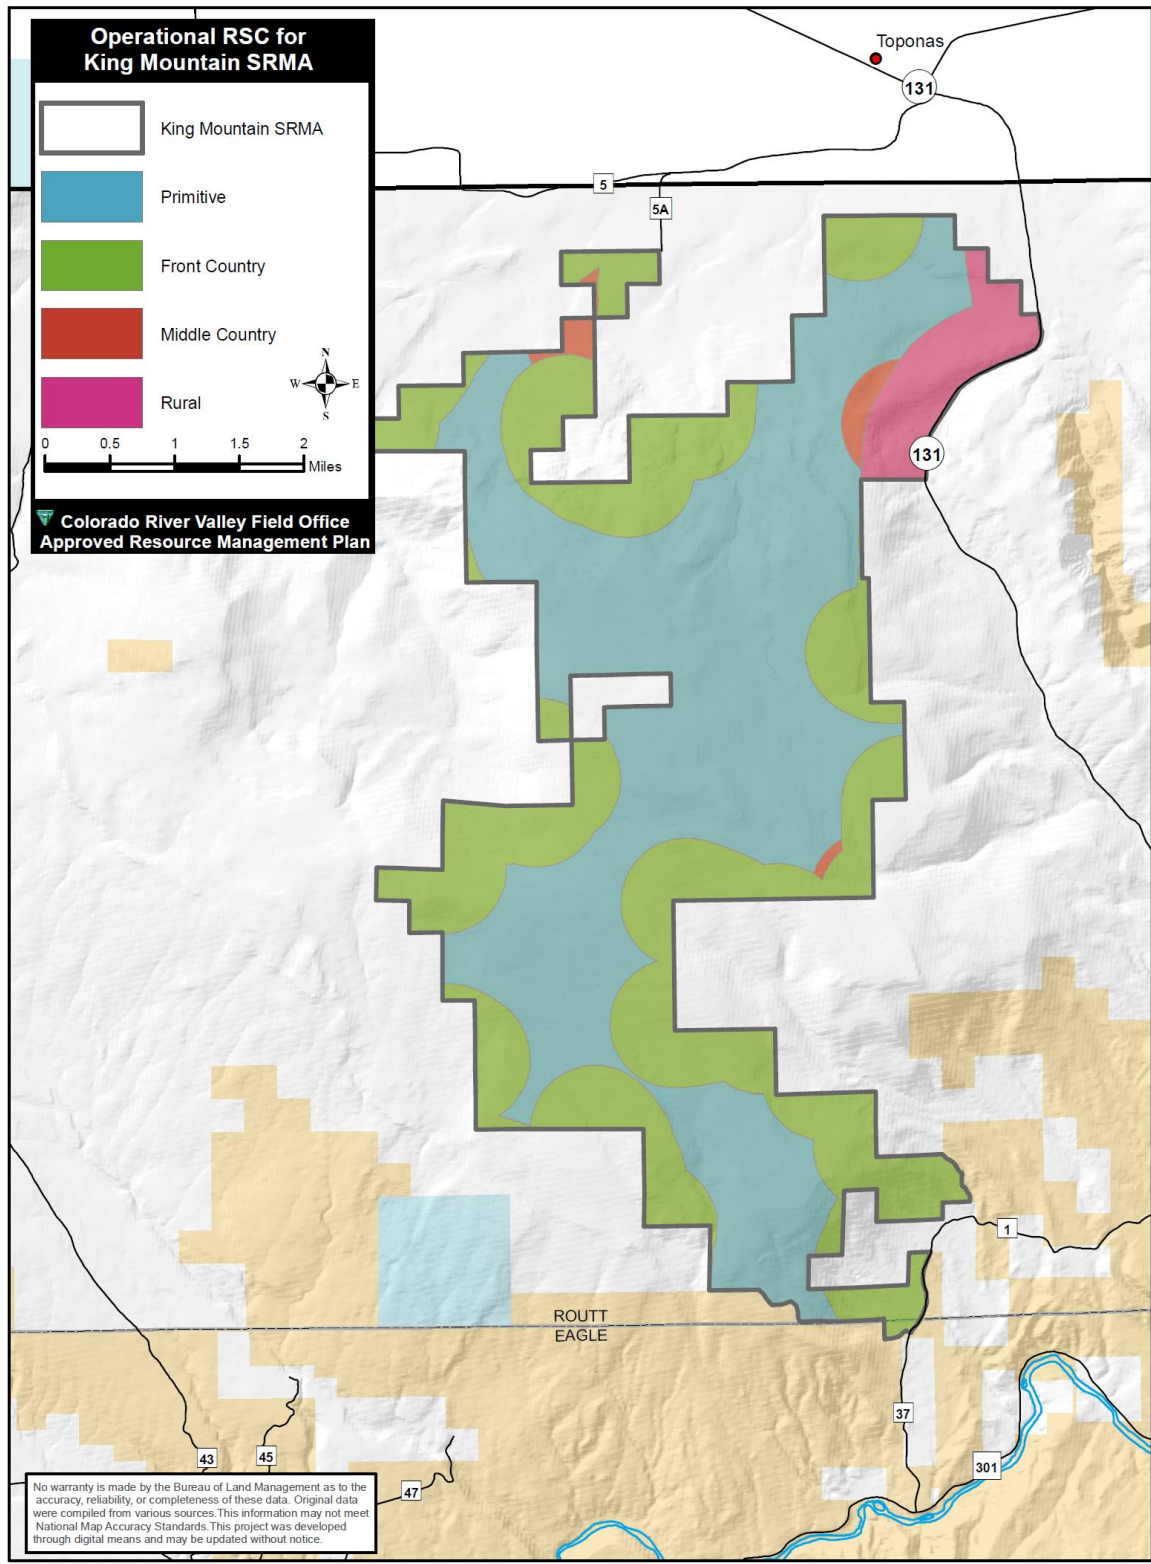 Operational RSC for
King Mountain SRMA
King Mountain SRMA
Primitive
Front Country
Middle Country
Rural
N
W E
S
0 0.5 1 1.5 2
Miles
Colorado River Valley Field Office
Approved Resource Management Plan
Toponas
131
5
5A
131
1
ROUTT
EAGLE
37
301
43
45
47
No warranty is made by the Bureau of Land Management as to the
accuracy, reliability, or completeness of these data. Original data
were compiled from various sources.This information may not meet
National Map Accuracy Standards.This project was developed
through digital means and may be updated without notice.